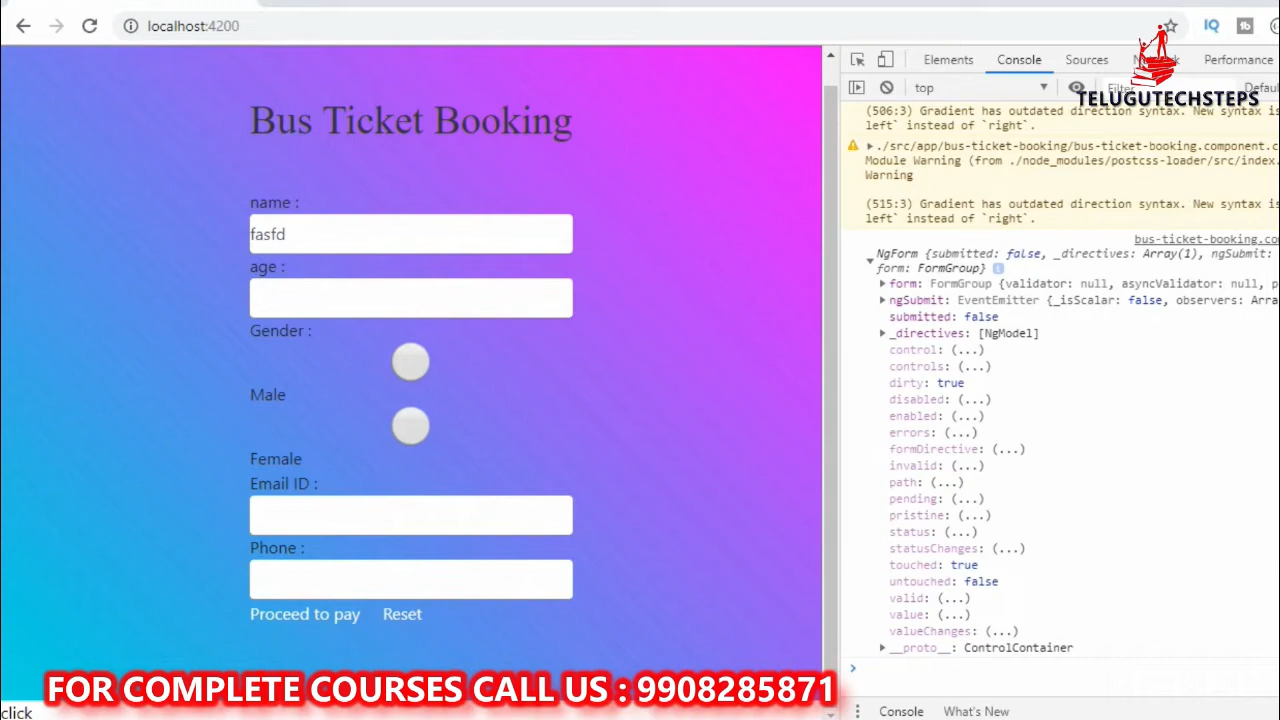 localhost:4200
IQ
Elements Console Sources Performance
top Filter Defau
TELUGUTECHSTEPS
(506:3) Gradient has outdated direction syntax. New syntax is
left` instead of `right`.
./src/app/bus-ticket-booking/bus-ticket-booking.component.c
Module Warning (from ./node_modules/postcss-loader/src/index.
Warning
(515:3) Gradient has outdated direction syntax. New syntax is
left` instead of `right`.
bus-ticket-booking.co
NgForm {submitted: false, _directives: Array(1), ngSubmit:
form: FormGroup}
form: FormGroup {validator: null, asyncValidator: null, p
ngSubmit: EventEmitter {_isScalar: false, observers: Arra
submitted: false
_directives: [NgModel]
control: (...)
controls: (...)
dirty: true
disabled: (...)
enabled: (...)
errors: (...)
formDirective: (...)
invalid: (...)
path: (...)
pending: (...)
pristine: (...)
status: (...)
statusChanges: (...)
touched: true
untouched: false
valid: (...)
value: (...)
valueChanges: (...)
__proto__: ControlContainer
Bus Ticket Booking
name :
fasfd
age :
Gender :
Male
Female
Email ID :
Phone :
Proceed to pay Reset
FOR COMPLETE COURSES CALL US : 9908285871
click
Console What's New